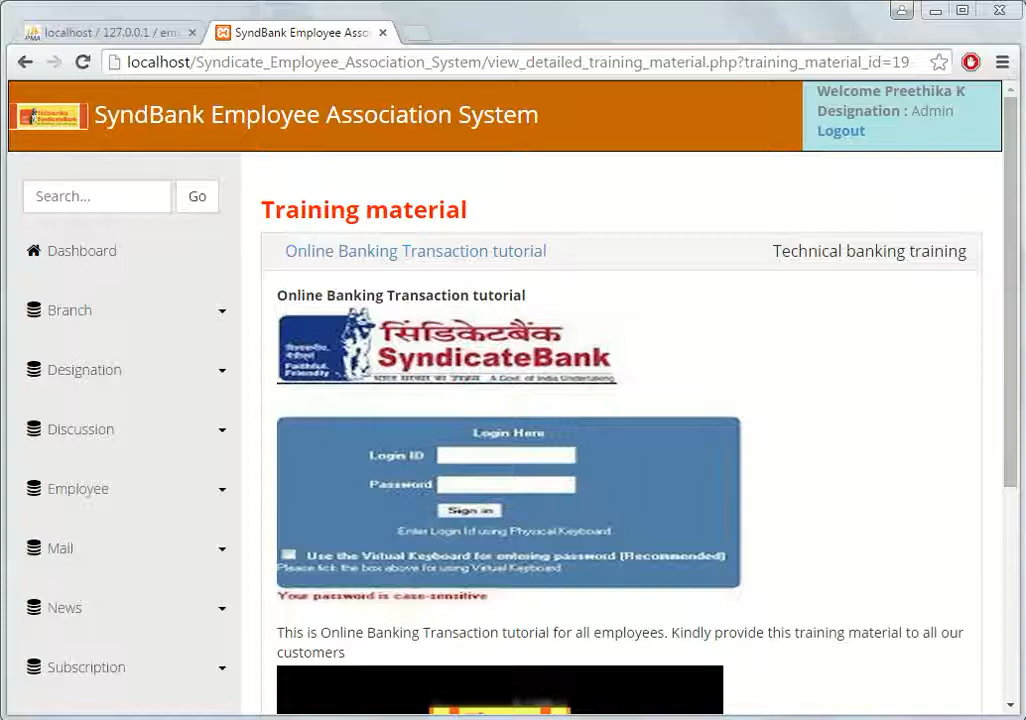 localhost / 127.0.0.1 / em
SyndBank Employee Asso
localhost/Syndicate_Employee_Association_System/view_detailed_training_material.php?training_material_id=19
SyndBank Employee Association System
Welcome Preethika K
Designation : Admin
Logout
Search...
Go
Dashboard
Branch
Designation
Discussion
Employee
Mail
News
Subscription
Training material
Online Banking Transaction tutorial
Technical banking training
Online Banking Transaction tutorial
सिंडिकेटबैंक
Faithful, Friendly
SyndicateBank
A Govt. of India Undertaking
Login Here
Login ID
Password
Sign in
Enter Login Id using Physical Keyboard
Use the Virtual Keyboard for entering password [Recommended]
Please tick the box above for using Virtual Keyboard
Your password is case-sensitive
This is Online Banking Transaction tutorial for all employees. Kindly provide this training material to all our
customers